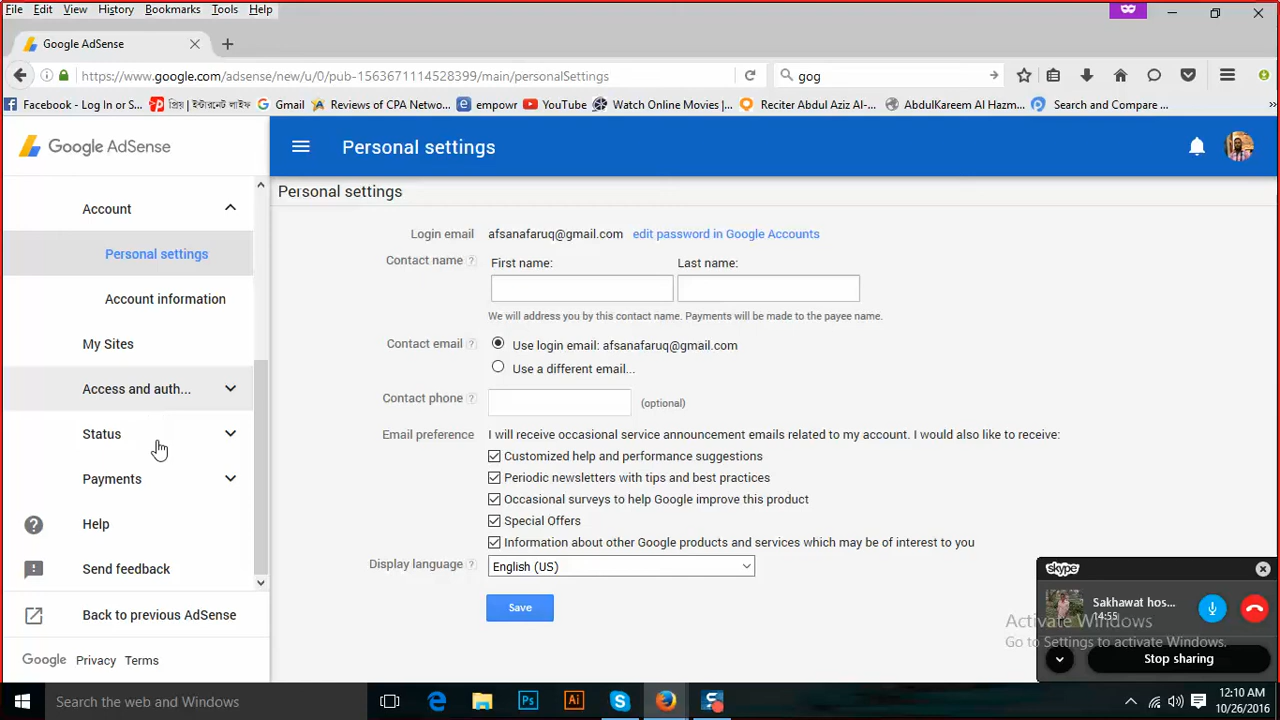 File Edit View History Bookmarks Tools Help
Google AdSense
https://www.google.com/adsense/new/u/0/pub-1563671114528399/main/personalSettings
gog
Facebook - Log In or S... প্রিয় | ইন্টারনেট লাইফ Gmail Reviews of CPA Netwo... empowr YouTube Watch Online Movies |... Reciter Abdul Aziz Al-... AbdulKareem Al Hazm... Search and Compare ...
Google AdSense
Personal settings
Account
Personal settings
Account information
My Sites
Access and auth...
Status
Payments
Help
Send feedback
Back to previous AdSense
Google Privacy Terms
Personal settings
Login email afsanafaruq@gmail.com edit password in Google Accounts
Contact name ? First name: Last name:
We will address you by this contact name. Payments will be made to the payee name.
Contact email ? Use login email: afsanafaruq@gmail.com
Use a different email...
Contact phone ? (optional)
Email preference I will receive occasional service announcement emails related to my account. I would also like to receive:
Customized help and performance suggestions
Periodic newsletters with tips and best practices
Occasional surveys to help Google improve this product
Special Offers
Information about other Google products and services which may be of interest to you
Display language ? English (US)
Save
skype
Sakhawat hos...
14:55
Activate Windows
Go to Settings to activate Windows.
Stop sharing
Search the web and Windows
Ps
Ai
12:10 AM
10/26/2016